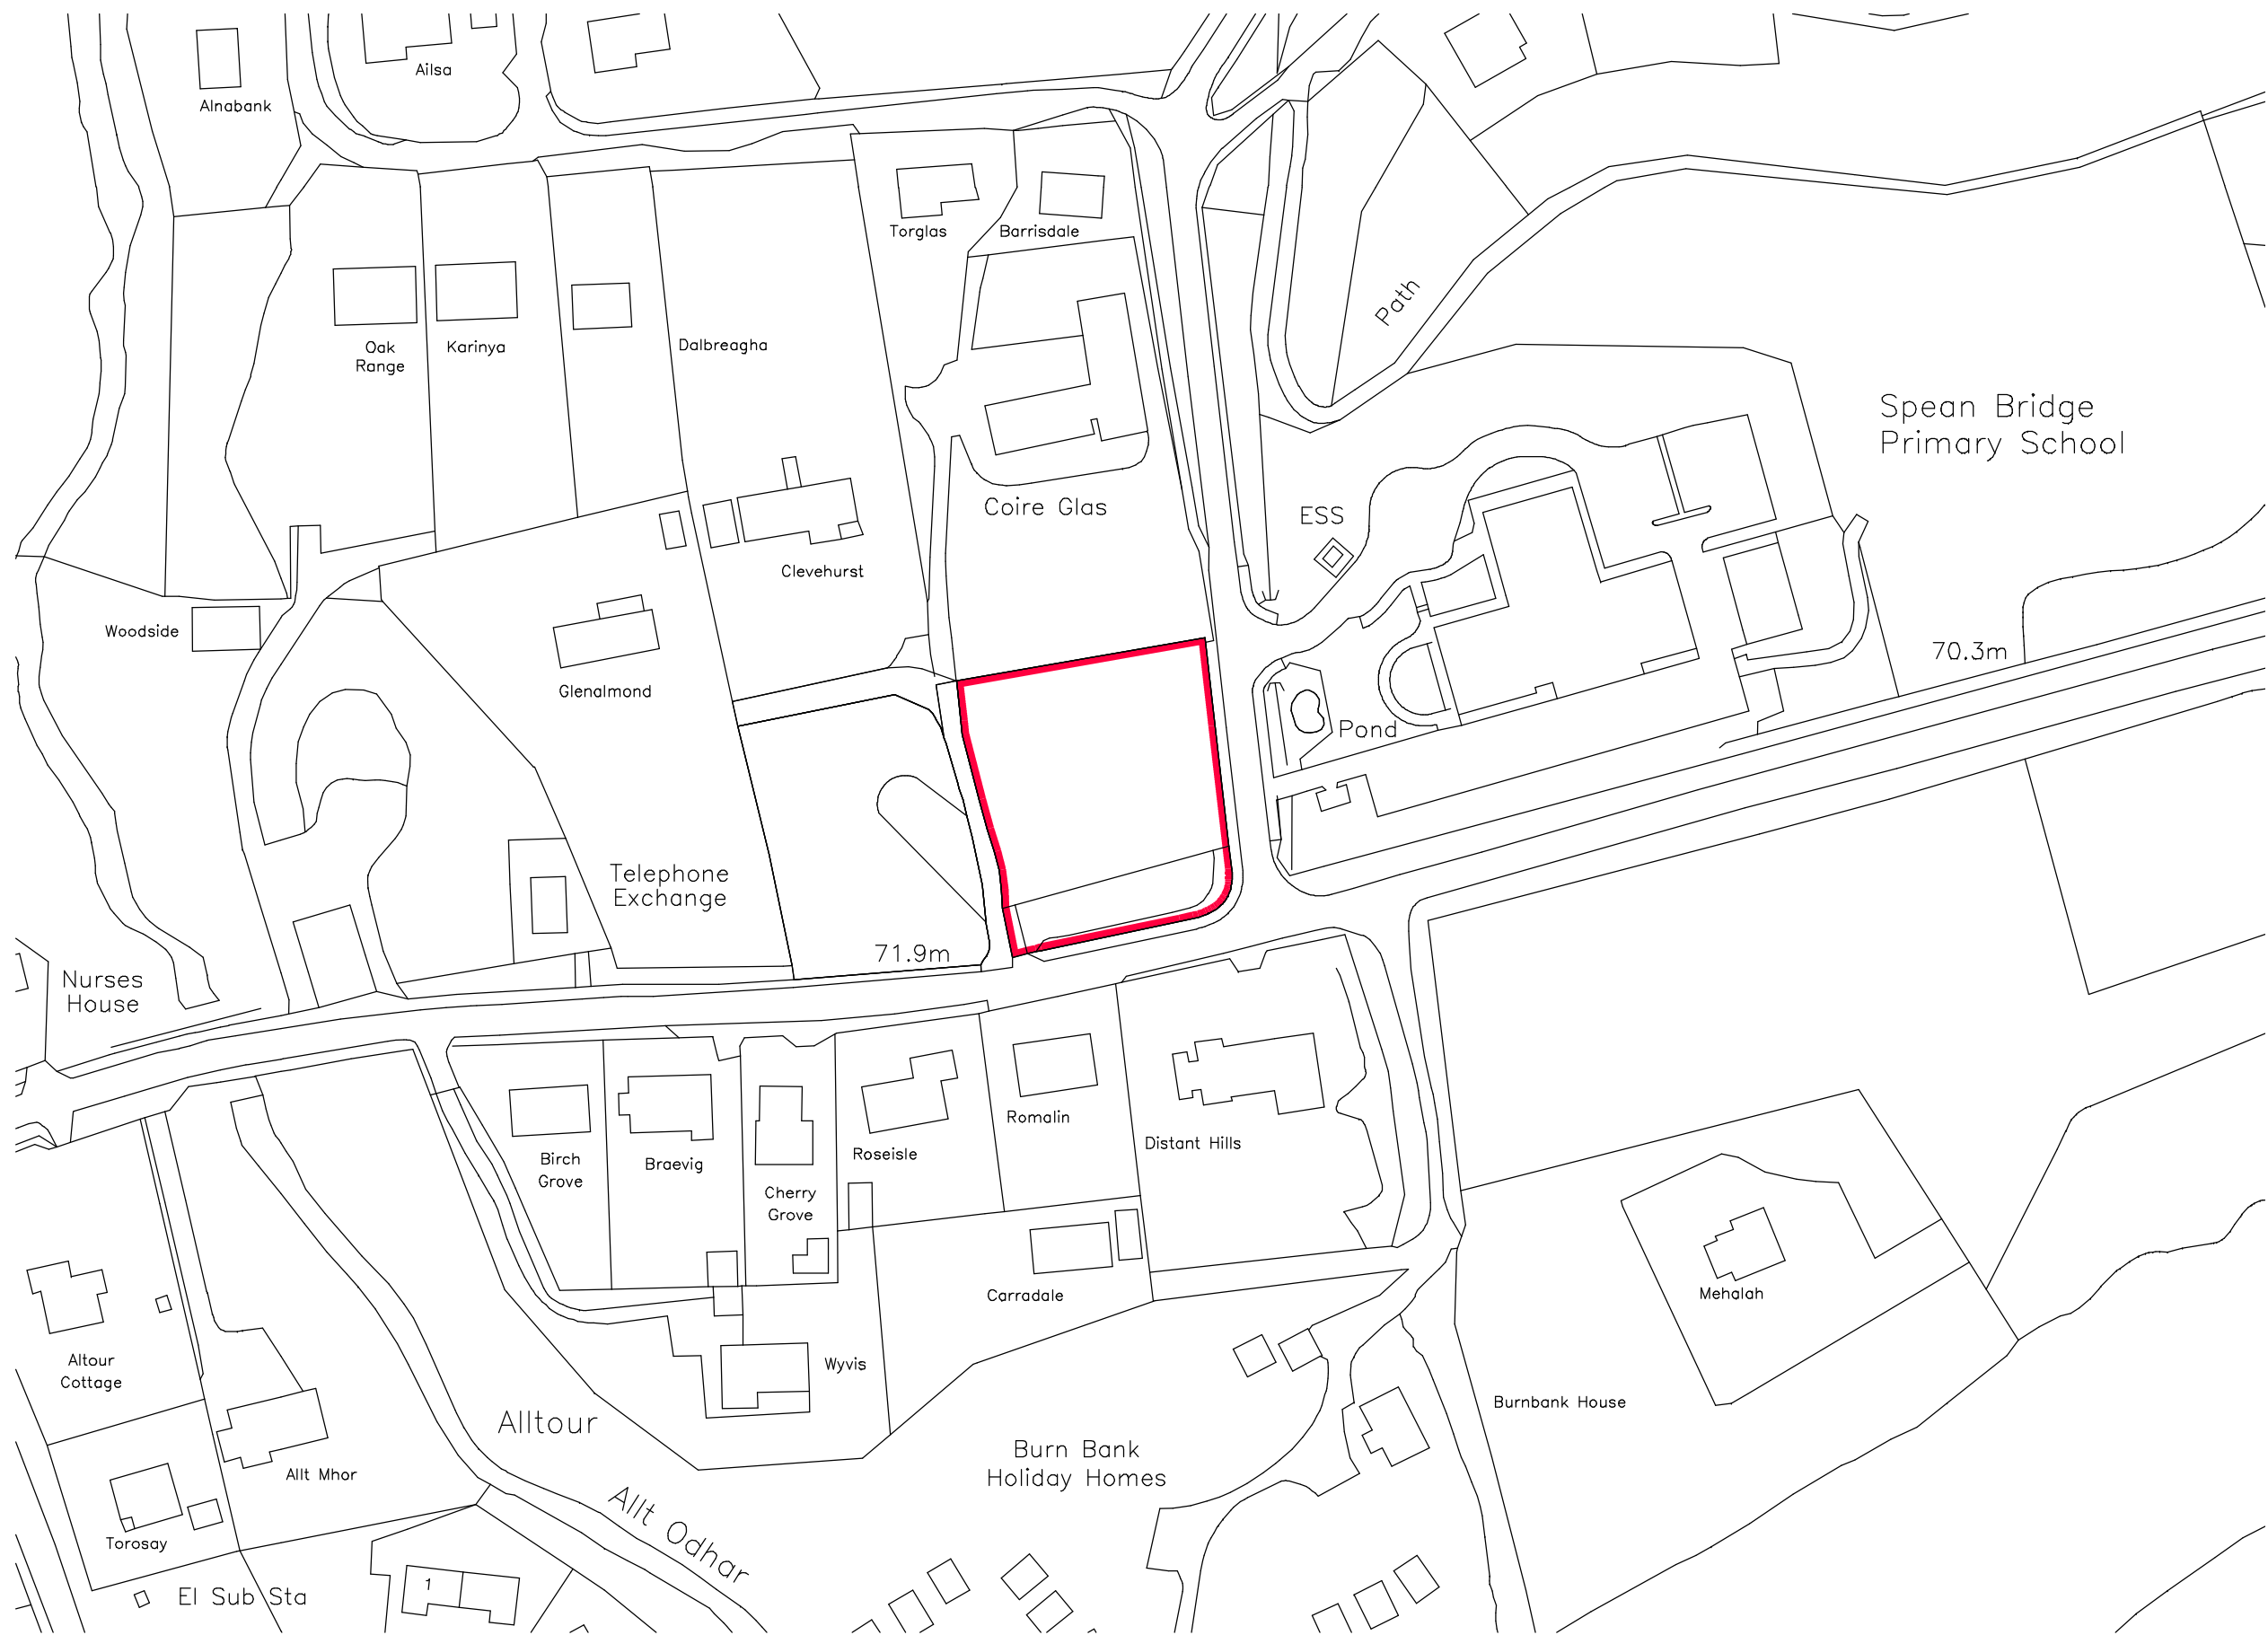 Ailsa
Alnabank
Torglas
Barrisdale
Path
Oak
Range
Karinya
Dalbreagha
Spean Bridge
Primary School
Coire Glas
ESS
Clevehurst
Woodside
Glenalmond
70.3m
Pond
Telephone
Exchange
71.9m
Nurses
House
Birch
Grove
Braevig
Cherry
Grove
Roseisle
Romalin
Distant Hills
Carradale
Mehalah
Altour
Cottage
Wyvis
Burnbank House
Alltour
Burn Bank
Holiday Homes
Allt Mhor
Allt Odhar
Torosay
El Sub Sta
1